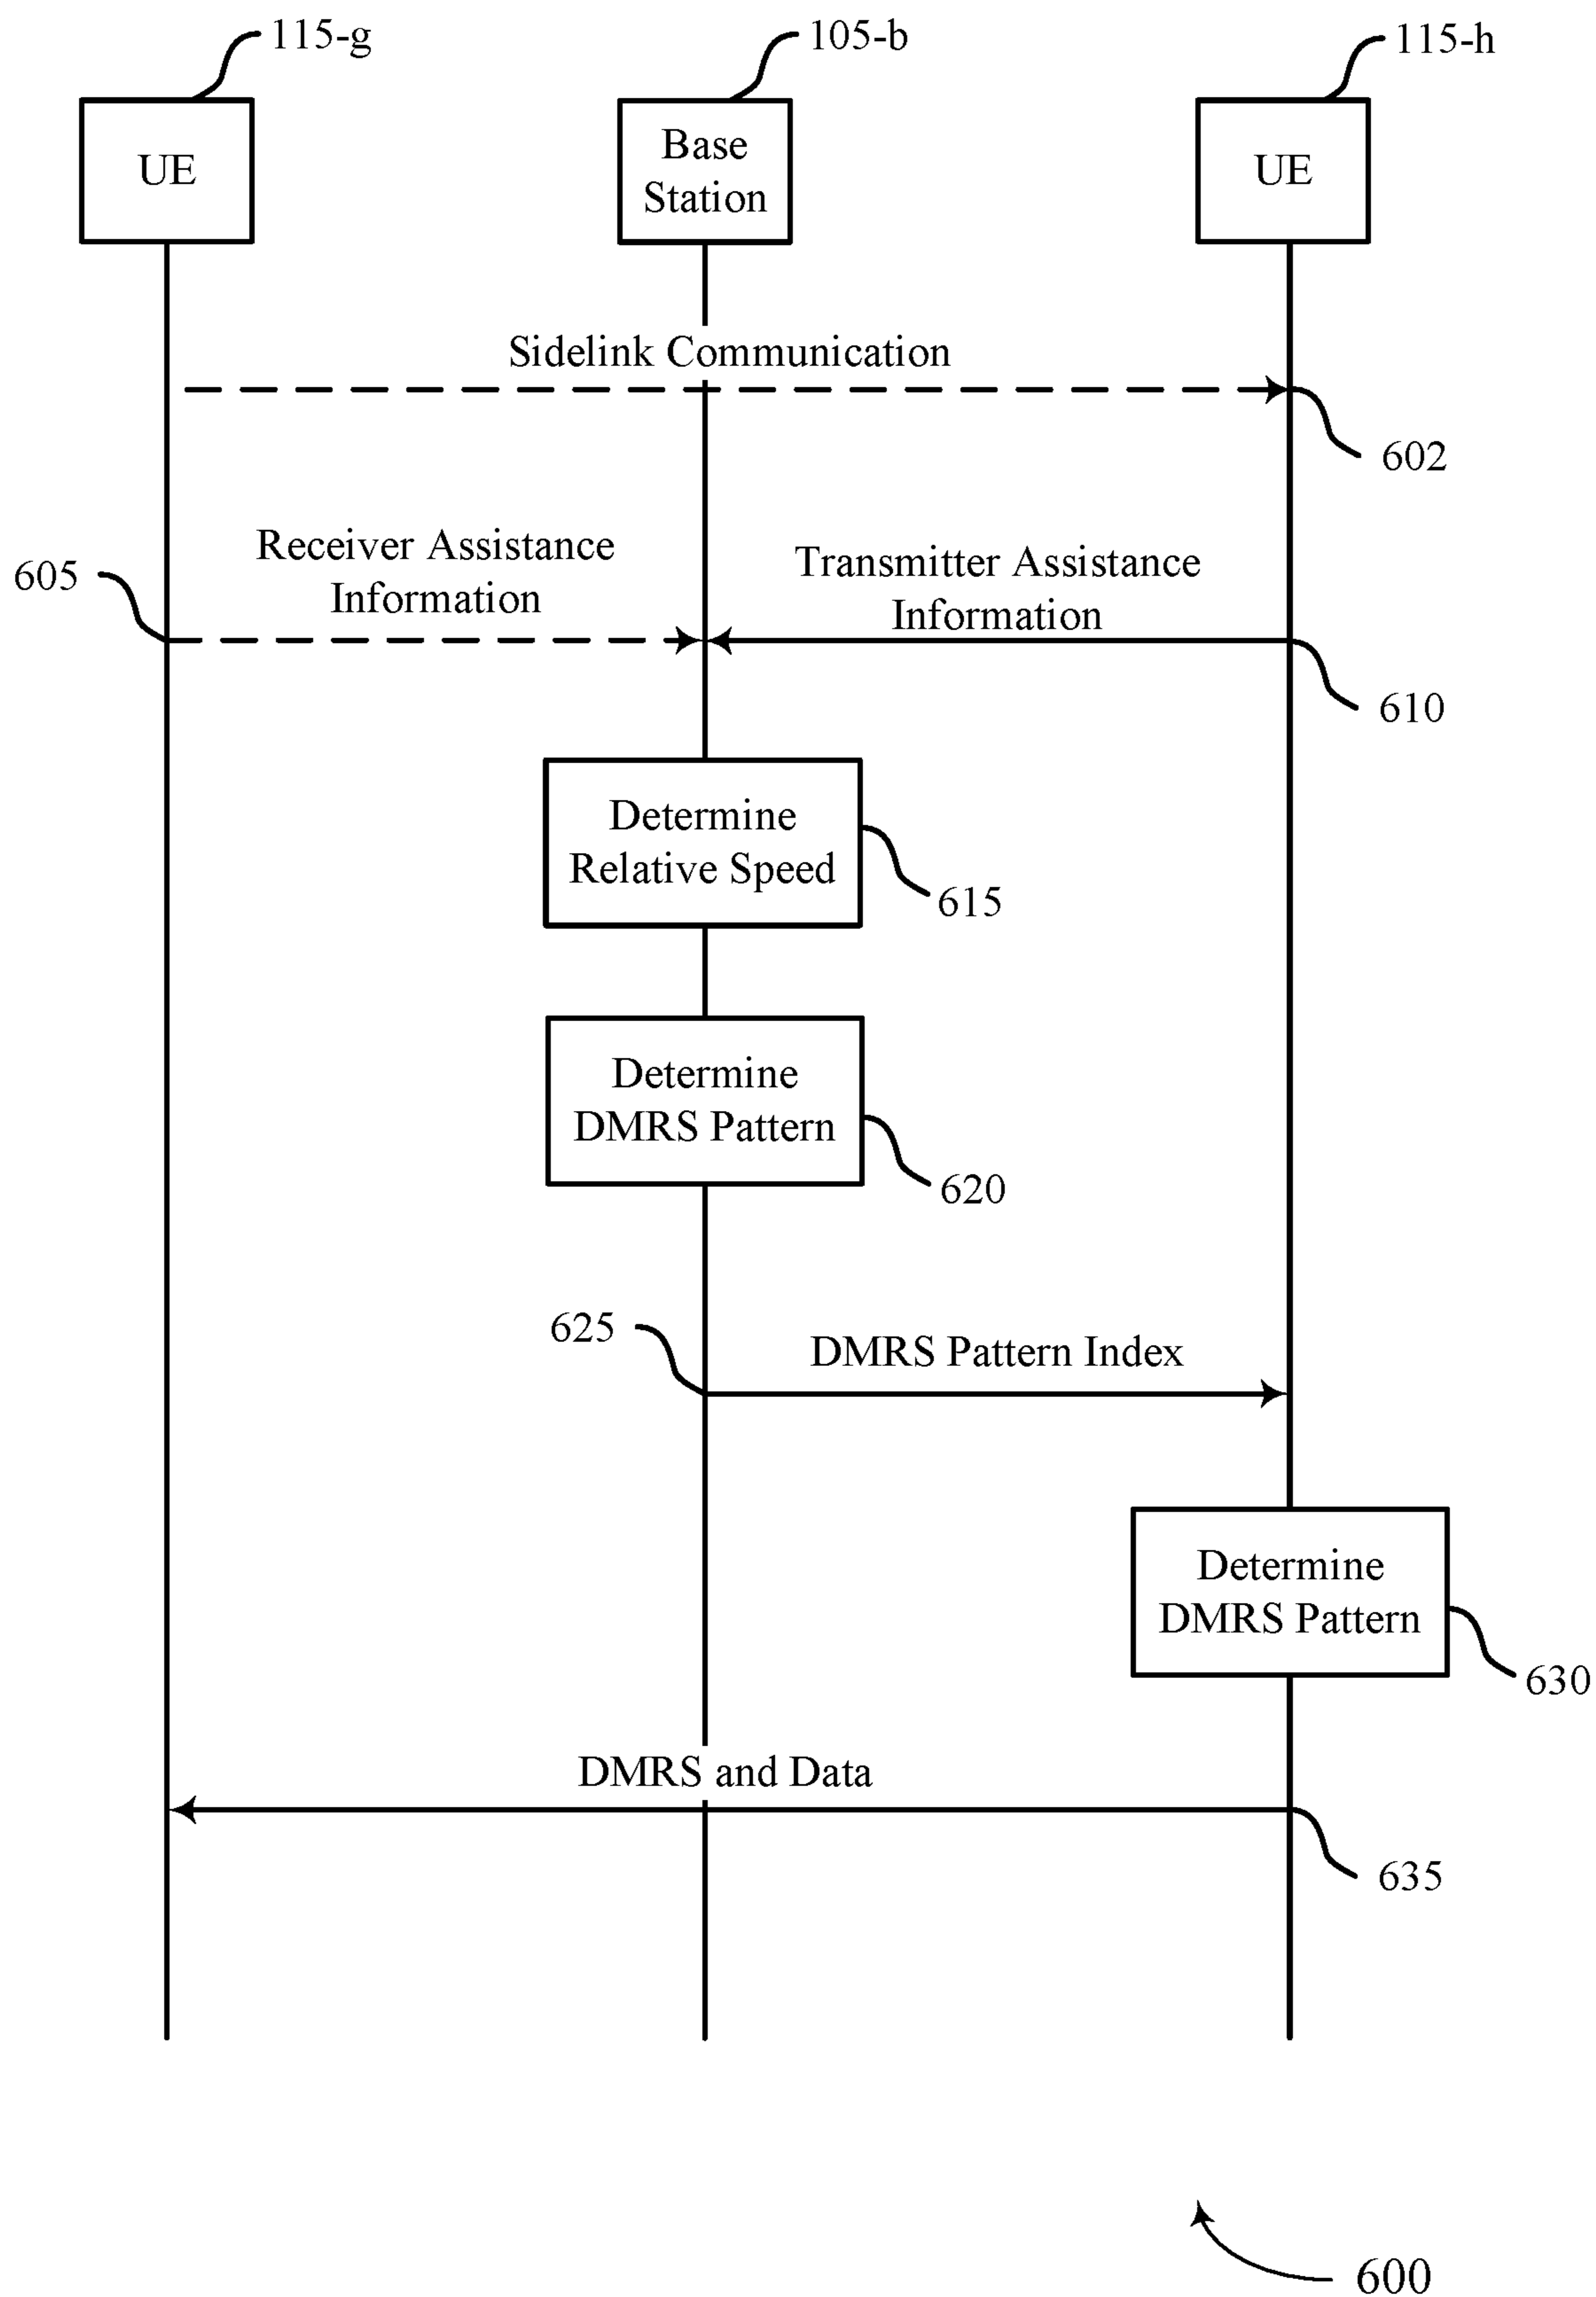 115-g
105-b
115-h
UE
Base
Station
UE
Sidelink Communication
602
Receiver Assistance
Information
Transmitter Assistance
Information
605
610
Determine
Relative Speed
615
Determine
DMRS Pattern
620
625
DMRS Pattern Index
Determine
DMRS Pattern
630
DMRS and Data
635
600